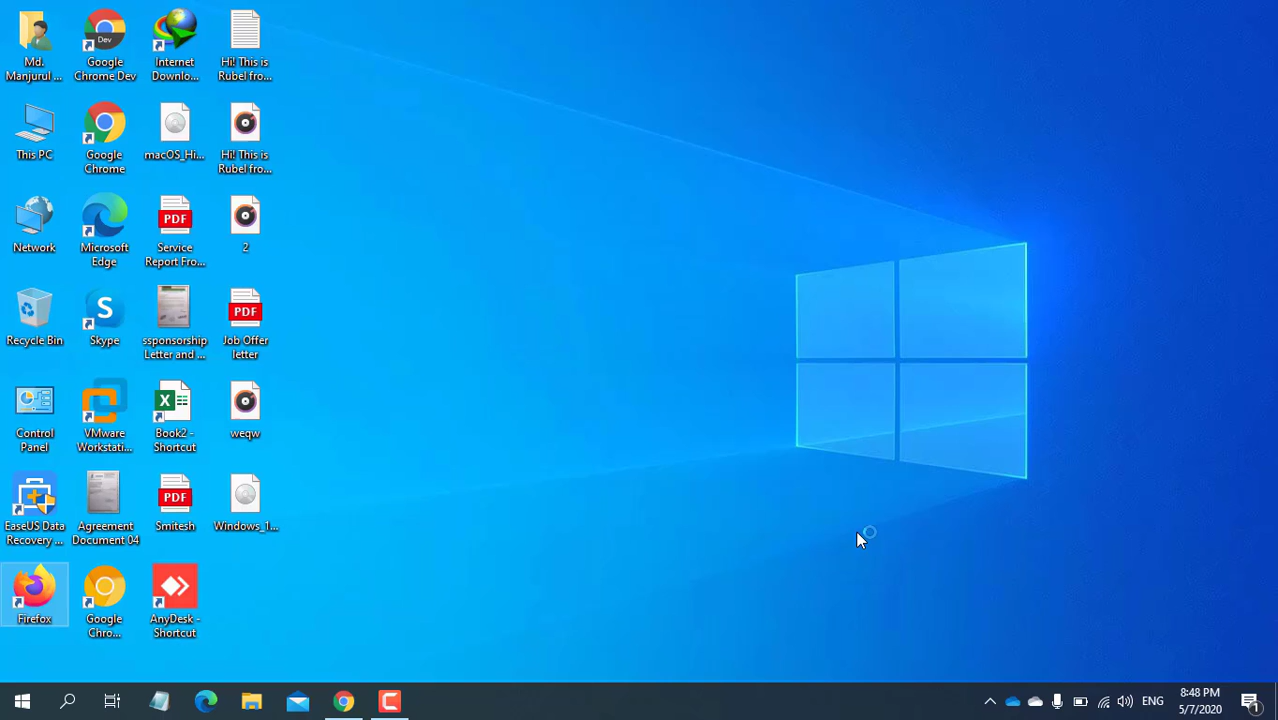 Md.
Manjurul ...
Google
Chrome Dev
Dev
Internet
Downlo...
Hi! This is
Rubel fro...
This PC
Google
Chrome
macOS_Hi...
Hi! This is
Rubel fro...
Network
Microsoft
Edge
PDF
Service
Report Fro...
2
Recycle Bin
S
Skype
ssponsorship
Letter and ...
PDF
Job Offer
letter
Control
Panel
VMware
Workstati...
X
Book2 -
Shortcut
weqw
EaseUS Data
Recovery ...
Agreement
Document 04
PDF
Smitesh
Windows_1...
Firefox
Google
Chro...
AnyDesk -
Shortcut
ENG
8:48 PM
5/7/2020
1